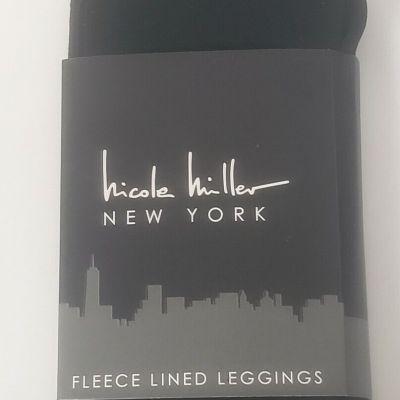 Nicole Miller
NEW YORK
FLEECE LINED LEGGINGS